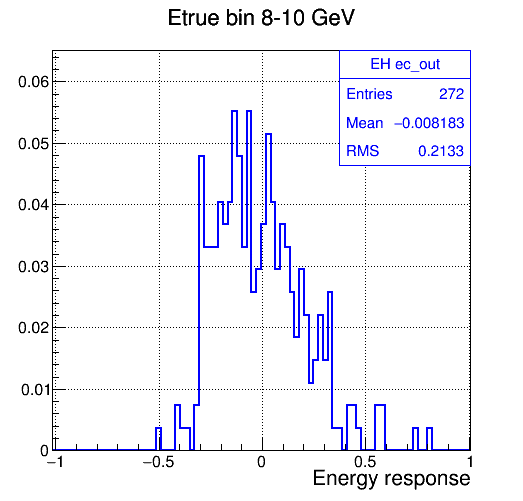 Etrue bin 8-10 GeV
EH ec_out
Entries 272
Mean −0.008183
RMS 0.2133
0.06
0.05
0.04
0.03
0.02
0.01
0
−1 −0.5 0 0.5 1
Energy response